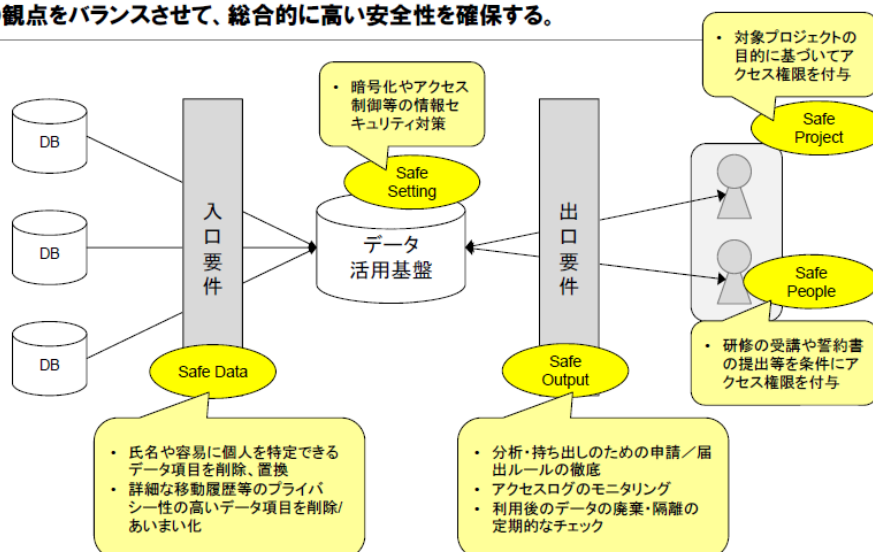 観点をバランスさせて、総合的に高い安全性を確保する。
• 対象プロジェクトの
目的に基づいてア
クセス権限を付与
• 暗号化やアクセス
制御等の情報セ
キュリティ対策
Safe
Project
DB
Safe
Setting
入口要件
出口要件
DB
データ
活用基盤
Safe
People
DB
Safe Data
Safe
Output
• 研修の受講や誓約書
の提出等を条件にア
クセス権限を付与
• 氏名や容易に個人を特定できる
データ項目を削除、置換
• 詳細な移動履歴等のプライバ
シー性の高いデータ項目を削除/
あいまい化
• 分析・持ち出しのための申請／届
出ルールの徹底
• アクセスログのモニタリング
• 利用後のデータの廃棄・隔離の
定期的なチェック